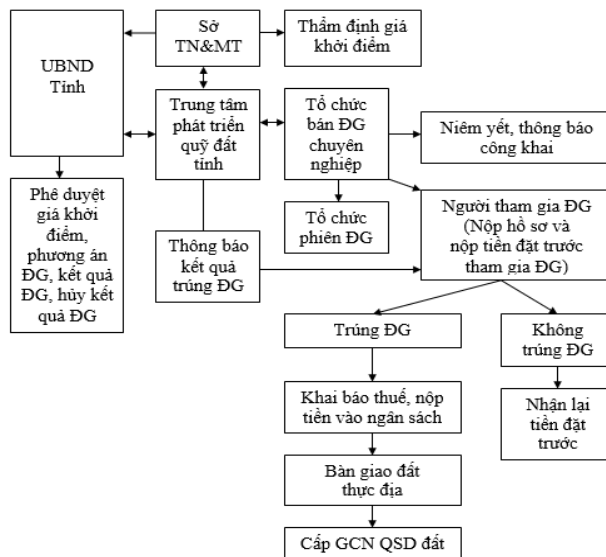 UBND
Tỉnh
Sở
TN&MT
Thẩm định giá
khởi điểm
Trung tâm
phát triển
quỹ đất
tỉnh
Tổ chức
bán ĐG
chuyên
nghiệp
Niêm yết, thông báo
công khai
Phê duyệt
giá khởi
điểm,
phương án
ĐG, kết quả
ĐG, hủy kết
quả ĐG
Thông báo
kết quả
trúng ĐG
Tổ chức
phiên ĐG
Người tham gia ĐG
(Nộp hồ sơ và
nộp tiền đặt trước
tham gia ĐG)
Trúng ĐG
Không
trúng ĐG
Khai báo thuế, nộp
tiền vào ngân sách
Nhận lại
tiền đặt
trước
Bàn giao đất
thực địa
Cấp GCN QSD đất